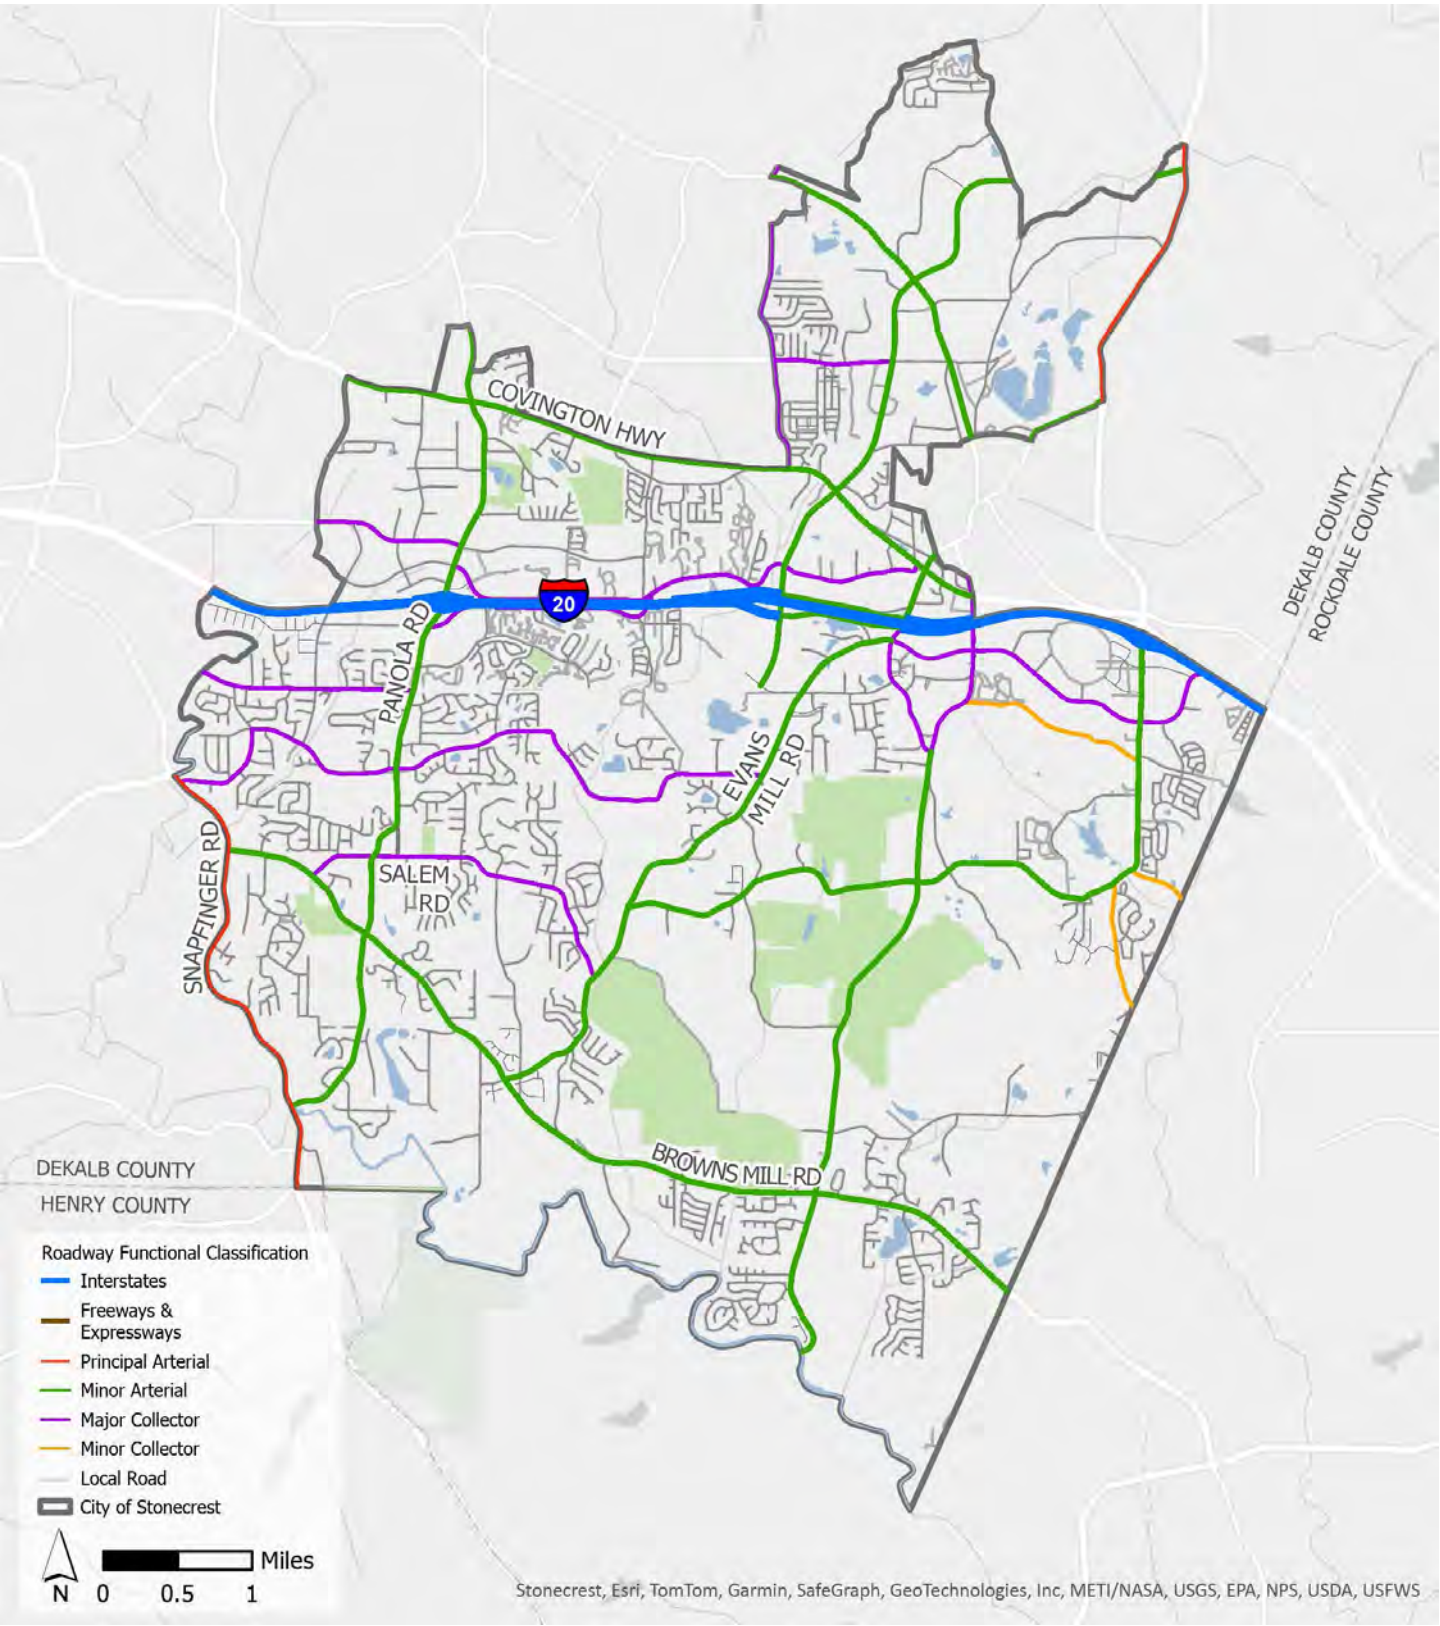 COVINGTON HWY
DEKALB COUNTY
ROCKDALE COUNTY
20
PANOLA RD
EVANS
MILL RD
SNAPFINGER RD
SALEM
RD
BROWNS MILL RD
DEKALB COUNTY
HENRY COUNTY
Roadway Functional Classification
Interstates
Freeways &
Expressways
Principal Arterial
Minor Arterial
Major Collector
Minor Collector
Local Road
City of Stonecrest
Miles
N
0 0.5 1
Stonecrest, Esri, TomTom, Garmin, SafeGraph, GeoTechnologies, Inc, METI/NASA, USGS, EPA, NPS, USDA, USFWS